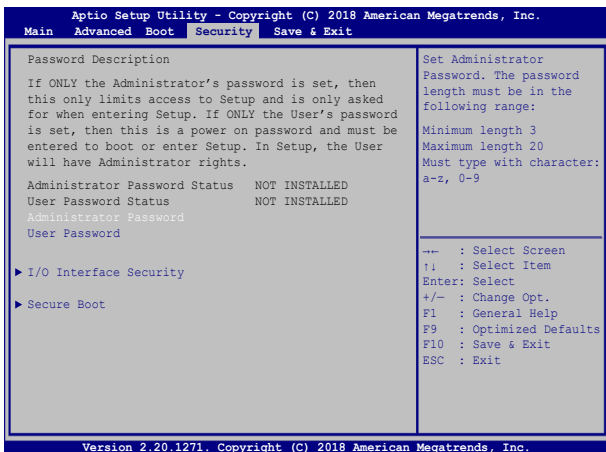 Aptio Setup Utility - Copyright (C) 2018 American Megatrends, Inc.
Main Advanced Boot Security Save & Exit
Password Description
If ONLY the Administrator's password is set, then
this only limits access to Setup and is only asked
for when entering Setup. If ONLY the User's password
is set, then this is a power on password and must be
entered to boot or enter Setup. In Setup, the User
will have Administrator rights.
Administrator Password Status NOT INSTALLED
User Password Status NOT INSTALLED
Administrator Password
User Password
▶ I/O Interface Security
▶ Secure Boot
Set Administrator
Password. The password
length must be in the
following range:
Minimum length 3
Maximum length 20
Must type with character:
a-z, 0-9
→← : Select Screen
↑↓ : Select Item
Enter: Select
+/— : Change Opt.
F1 : General Help
F9 : Optimized Defaults
F10 : Save & Exit
ESC : Exit
Version 2.20.1271. Copyright (C) 2018 American Megatrends, Inc.